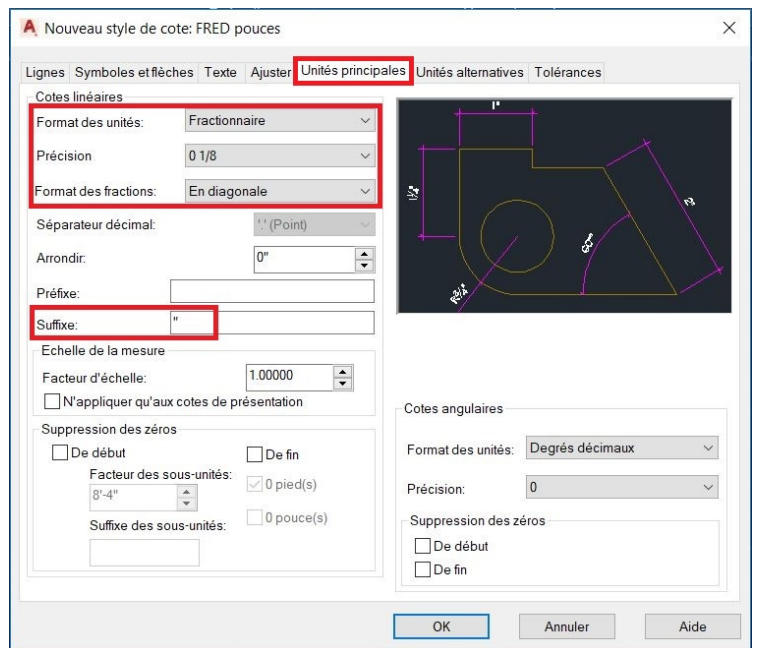 Nouveau style de cote: FRED pouces
Lignes Symboles et flèches Texte Ajuster Unités principales Unités alternatives Tolérances
Cotes linéaires
Format des unités: Fractionnaire
Précision 0 1/8
Format des fractions: En diagonale
Séparateur décimal: '.' (Point)
Arrondir: 0"
Préfixe:
Suffixe: "
Echelle de la mesure
Facteur d'échelle: 1.00000
N'appliquer qu'aux cotes de présentation
Suppression des zéros
De début
De fin
Facteur des sous-unités:
8'-4"
0 pied(s)
Suffixe des sous-unités:
0 pouce(s)
1"
60°
R3/4"
Cotes angulaires
Format des unités: Degrés décimaux
Précision: 0
Suppression des zéros
De début
De fin
OK Annuler Aide